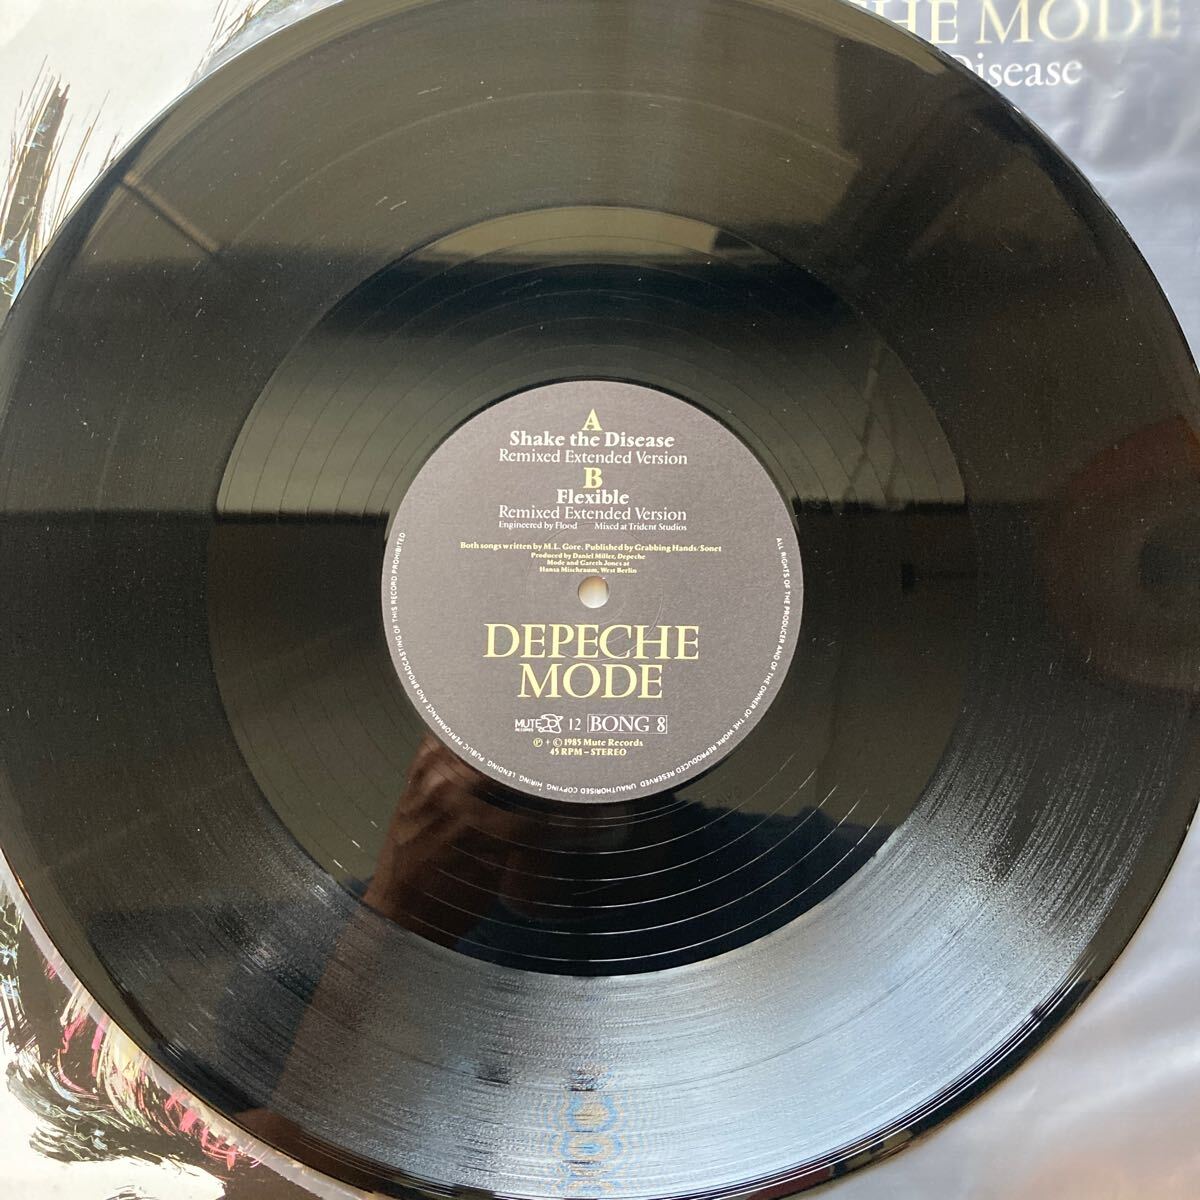 HE MODE
Disease
A
Shake the Disease
Remixed Extended Version
B
Flexible
Remixed Extended Version
Engineered by Flood Mixed at Trident Studios
Both songs written by M.L. Gore. Published by Grabbing Hands/Sonet
Produced by Daniel Miller, Depeche
Mode and Gareth Jones at
Hansa Mischraum, West Berlin
DEPECHE
MODE
MUTE RECORDS 12 BONG 8
℗ + © 1985 Mute Records
45 RPM – STEREO
ALL RIGHTS OF THE PRODUCER AND OF THE OWNER OF THE WORK REPRODUCED RESERVED. UNAUTHORISED COPYING, HIRING, LENDING, PUBLIC PERFORMANCE AND BROADCASTING OF THIS RECORD PROHIBITED